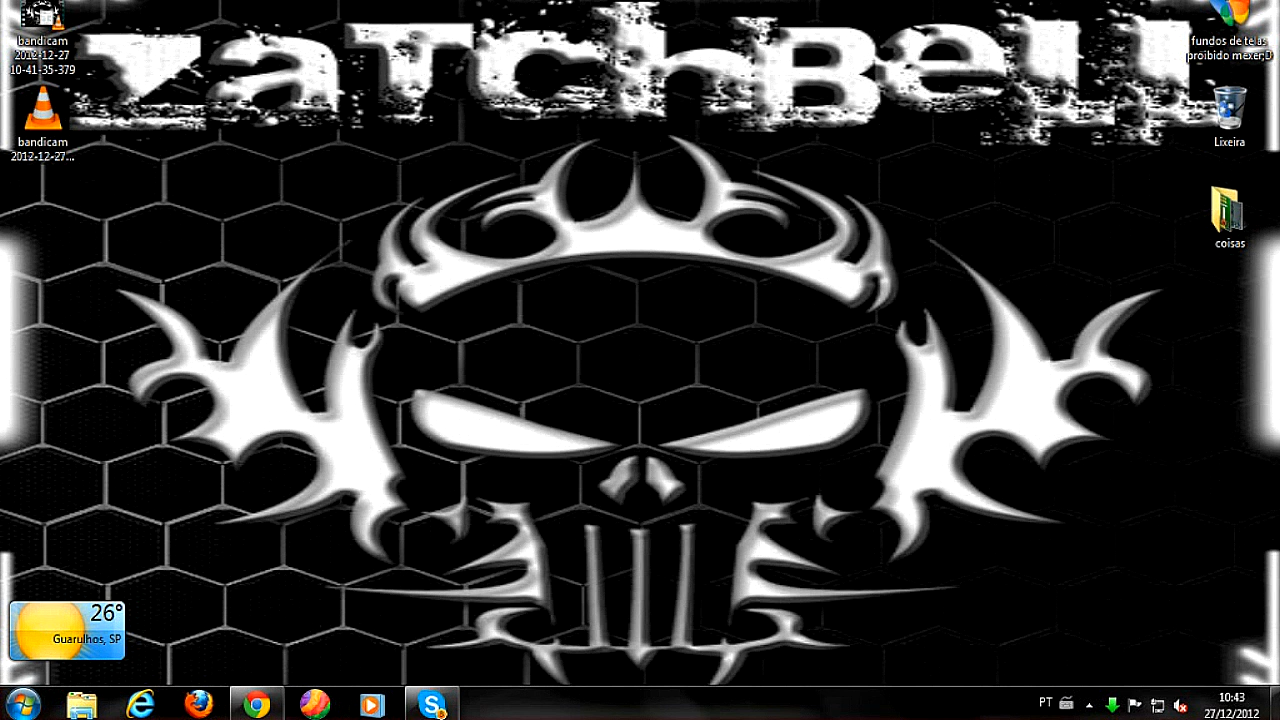 ZATCHBELL
bandicam
2012-12-27
10-41-35-379
bandicam
2012-12-27...
fundos de telas
proibido mexer;D
Lixeira
coisas
26°
Guarulhos, SP
PT
10:43
27/12/2012